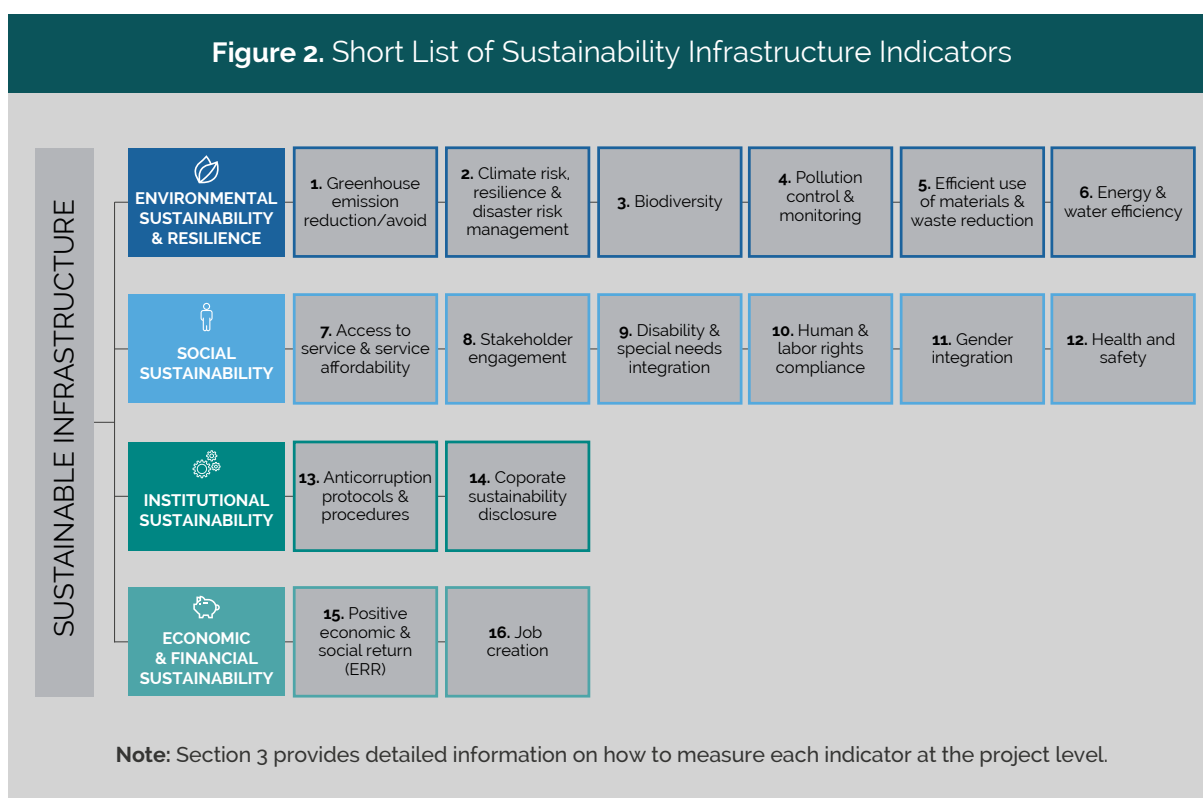 Figure 2. Short List of Sustainability Infrastructure Indicators
SUSTAINABLE INFRASTRUCTURE
ENVIRONMENTAL
SUSTAINABILITY
& RESILIENCE
1. Greenhouse
emission
reduction/avoid
2. Climate risk,
resilience &
disaster risk
management
3. Biodiversity
4. Pollution
control &
monitoring
5. Efficient use
of materials &
waste reduction
6. Energy &
water efficiency
SOCIAL
SUSTAINABILITY
7. Access to
service & service
affordability
8. Stakeholder
engagement
9. Disability &
special needs
integration
10. Human &
labor rights
compliance
11. Gender
integration
12. Health and
safety
INSTITUTIONAL
SUSTAINABILITY
13. Anticorruption
protocols &
procedures
14. Coporate
sustainability
disclosure
ECONOMIC
& FINANCIAL
SUSTAINABILITY
15. Positive
economic &
social return
(ERR)
16. Job
creation
Note: Section 3 provides detailed information on how to measure each indicator at the project level.